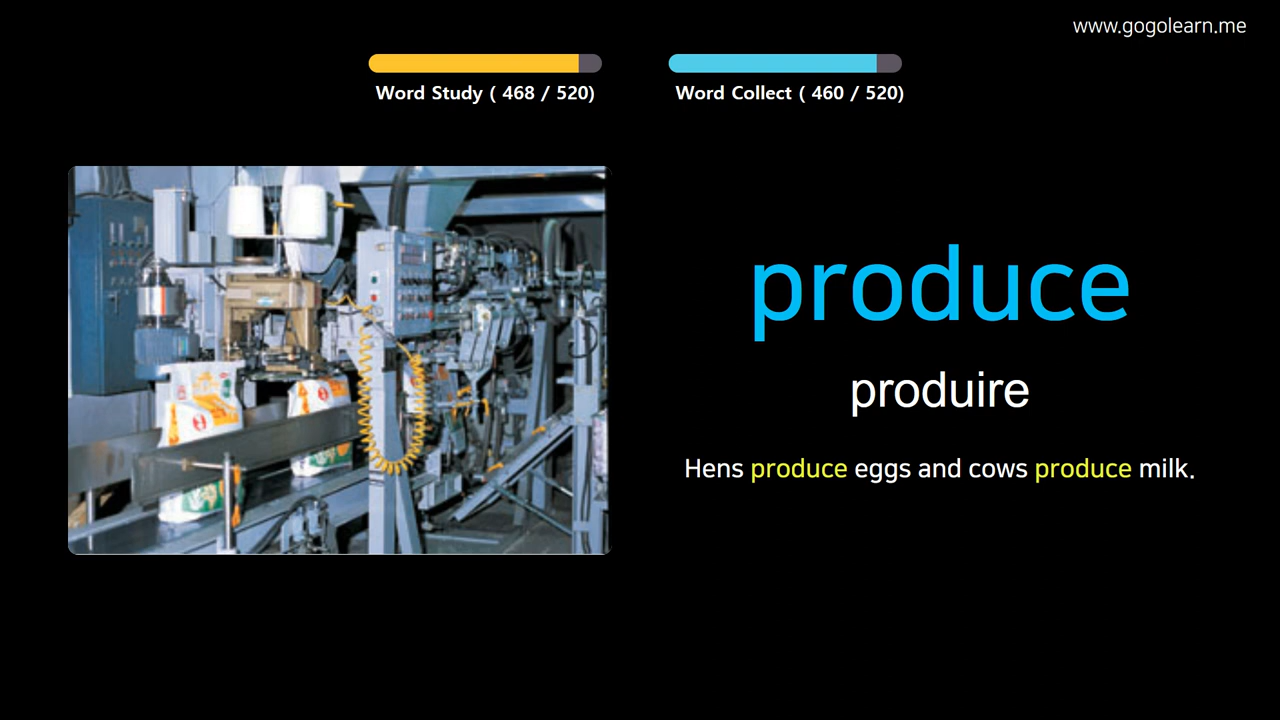 www.gogolearn.me
Word Study ( 468 / 520)
Word Collect ( 460 / 520)
produce
produire
Hens produce eggs and cows produce milk.